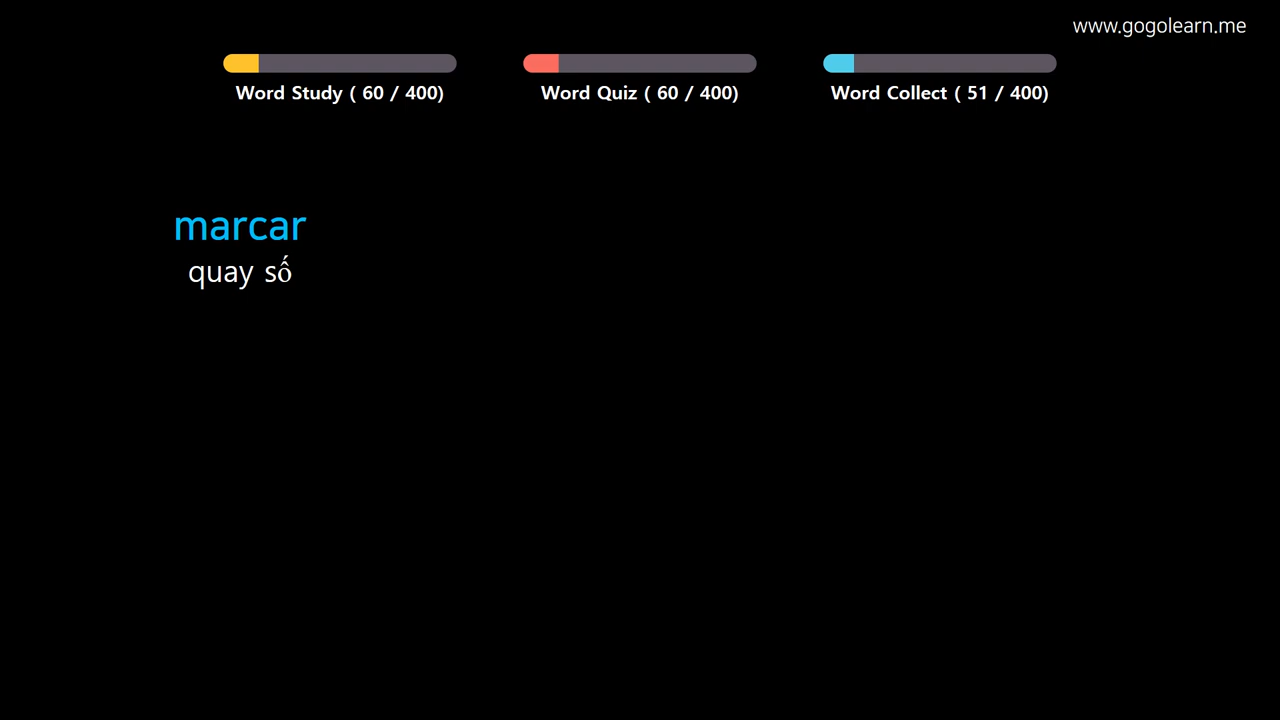 www.gogolearn.me
Word Study ( 60 / 400)
Word Quiz ( 60 / 400)
Word Collect ( 51 / 400)
marcar
quay số